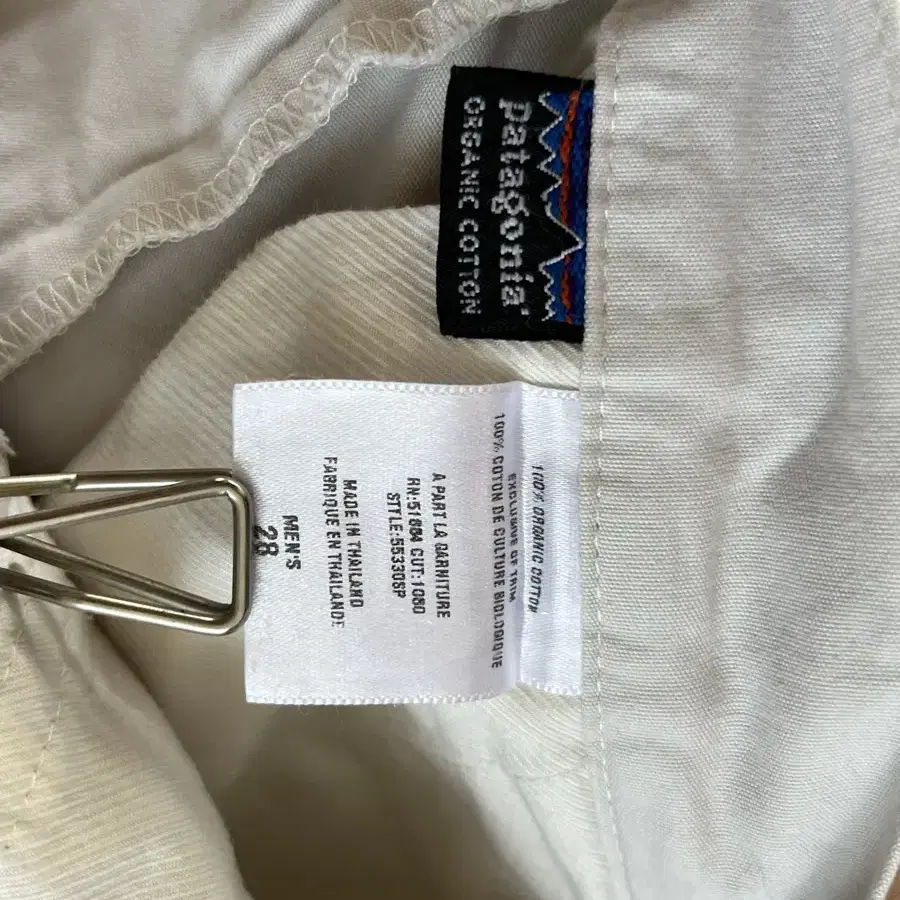 patagonia®
ORGANIC COTTON
100% ORGANIC COTTON
EXCLUSIVE OF TRIM
100% COTON DE CULTURE BIOLOGIQUE
A PART LA GARNITURE
RN:51884 CUT:1080
STYLE:55330SP
MADE IN THAILAND
FABRIQUE EN THAILANDE
MEN'S
28